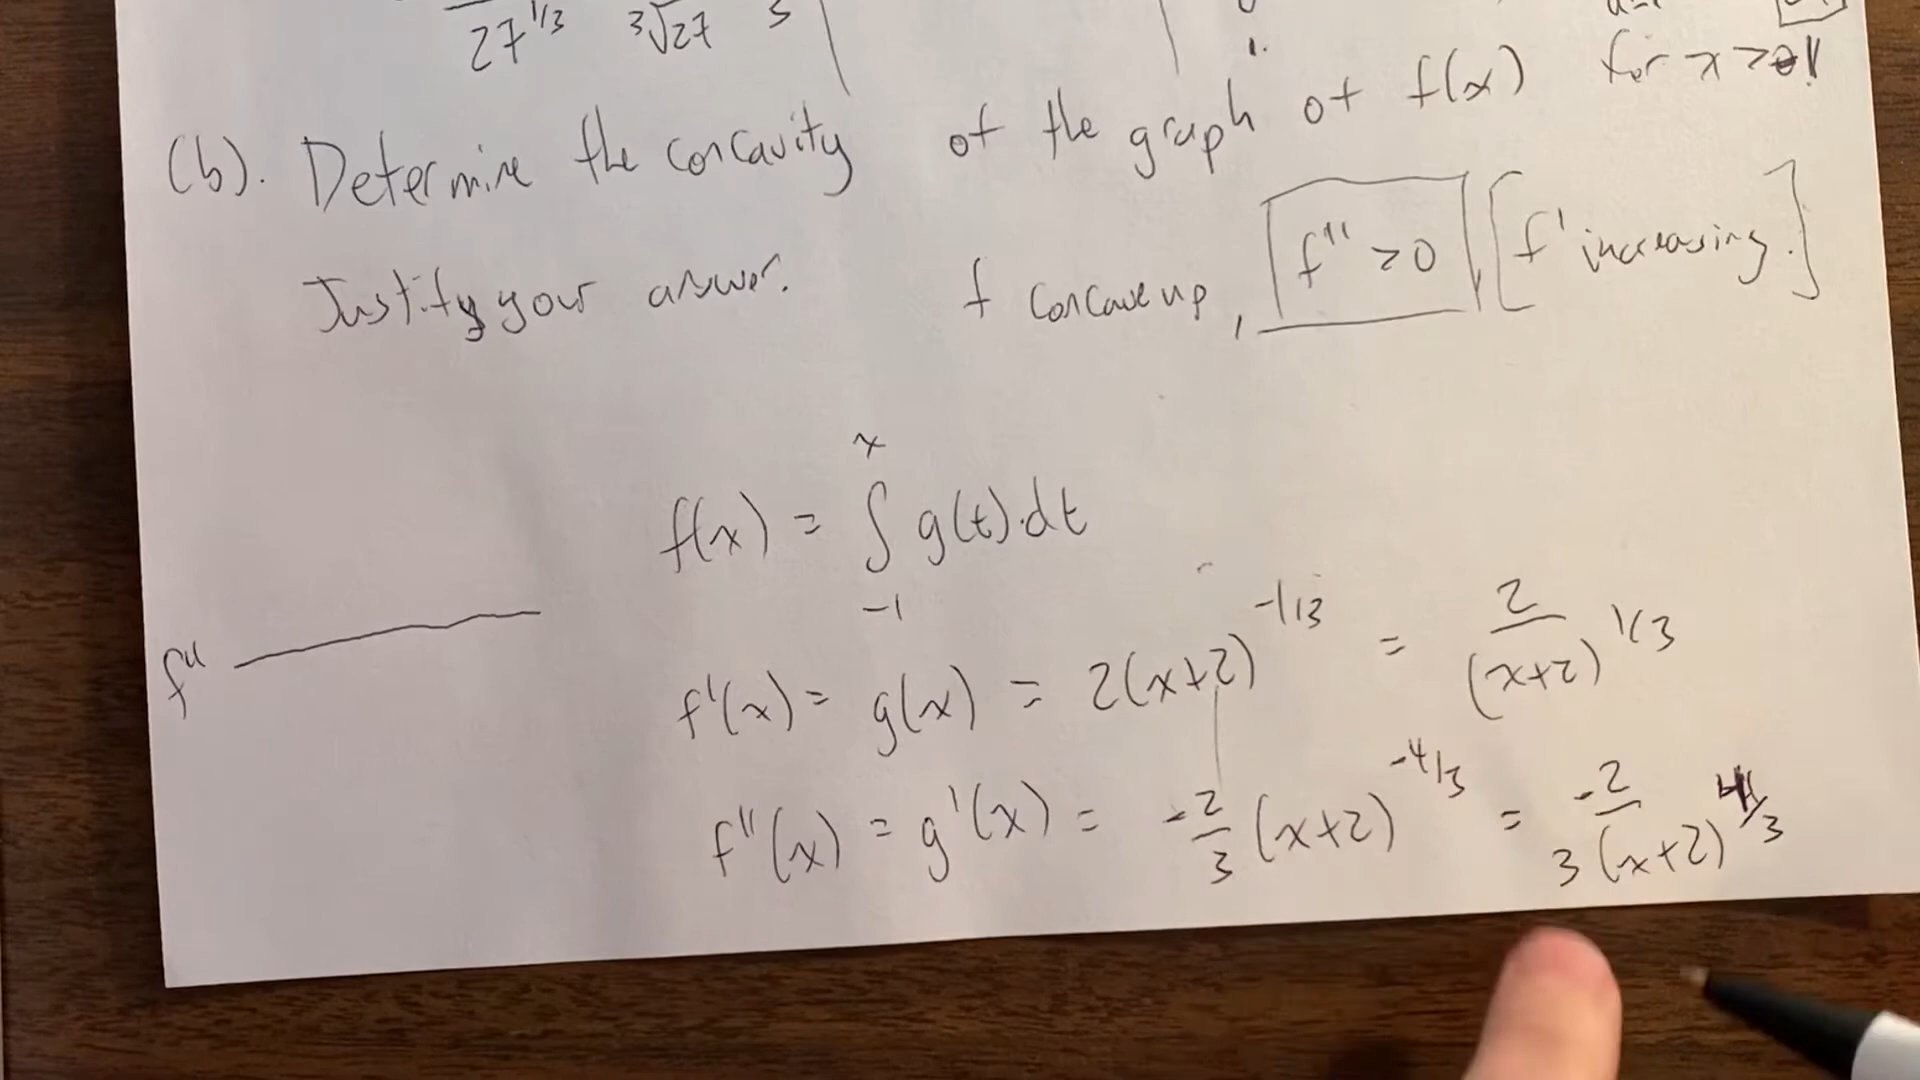 27^{1/3} ∛27 3
(b). Determine the concavity of the graph of f(x) for x >
Justify your answer. f concave up, f'' >0, [f' increasing.]
f(x) = ∫_{-1}^{x} g(t)·dt
f'' f'(x) = g(x) = 2(x+2)^{-1/3} = 2/(x+2)^{1/3}
f''(x) = g'(x) = -2/3 (x+2)^{-4/3} = -2/3(x+2)^{4/3}